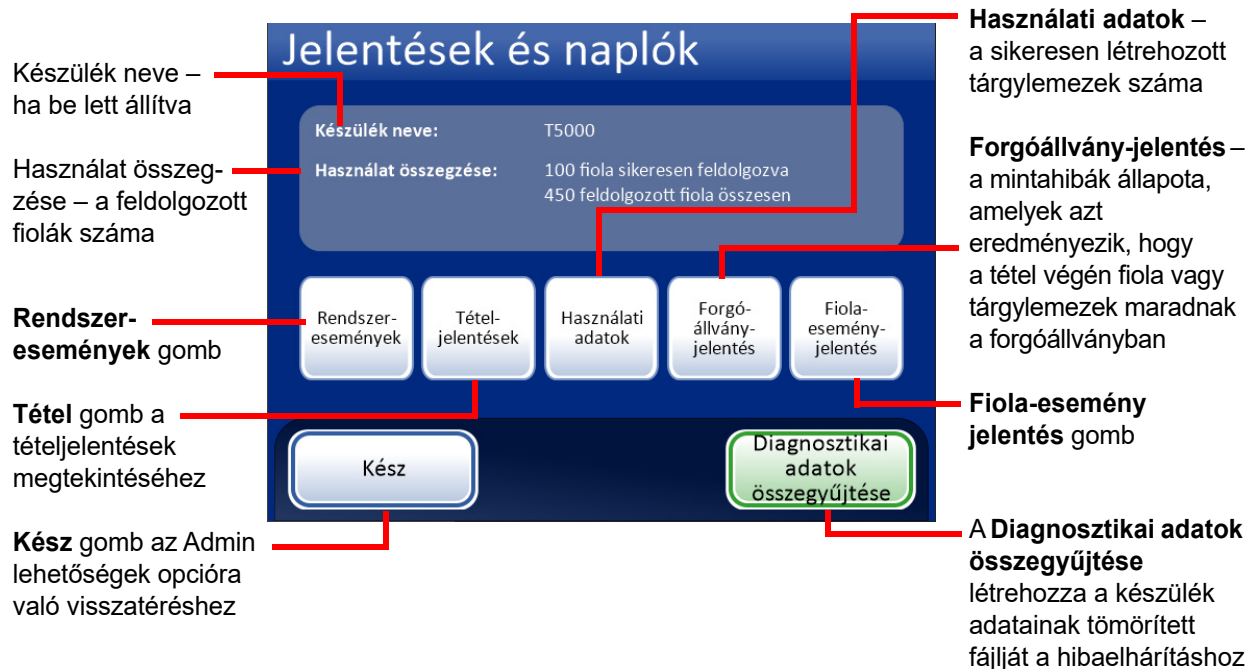 Jelentések és naplók
Készülék neve –
ha be lett állítva
Használat összeg-
zése – a feldolgozott
fiolák száma
Rendszer-
események gomb
Tétel gomb a
tételjelentések
megtekintéséhez
Kész gomb az Admin
lehetőségek opcióra
való visszatéréshez
Készülék neve: T5000
Használat összegzése: 100 fiola sikeresen feldolgozva
450 feldolgozott fiola összesen
Rendszer-
események
Tétel-
jelentések
Használati
adatok
Forgó-
állvány-
jelentés
Fiola-
esemény-
jelentés
Kész
Diagnosztikai
adatok
összegyűjtése
Használati adatok –
a sikeresen létrehozott
tárgylemezek száma
Forgóállvány-jelentés –
a mintahibák állapota,
amelyek azt
eredményezik, hogy
a tétel végén fiola vagy
tárgylemezek maradnak
a forgóállványban
Fiola-esemény
jelentés gomb
A Diagnosztikai adatok
összegyűjtése
létrehozza a készülék
adatainak tömörített
fájlját a hibaelhárításhoz